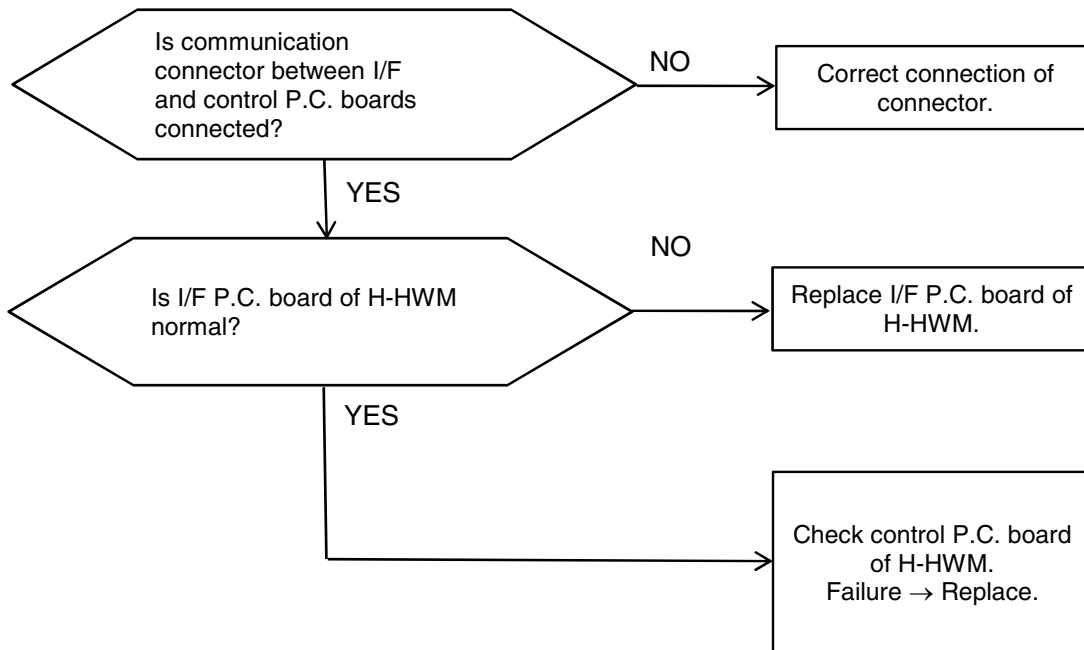 Is communication
connector between I/F
and control P.C. boards
connected?
NO
Correct connection of
connector.
YES
Is I/F P.C. board of H-HWM
normal?
NO
Replace I/F P.C. board of
H-HWM.
YES
Check control P.C. board
of H-HWM.
Failure → Replace.